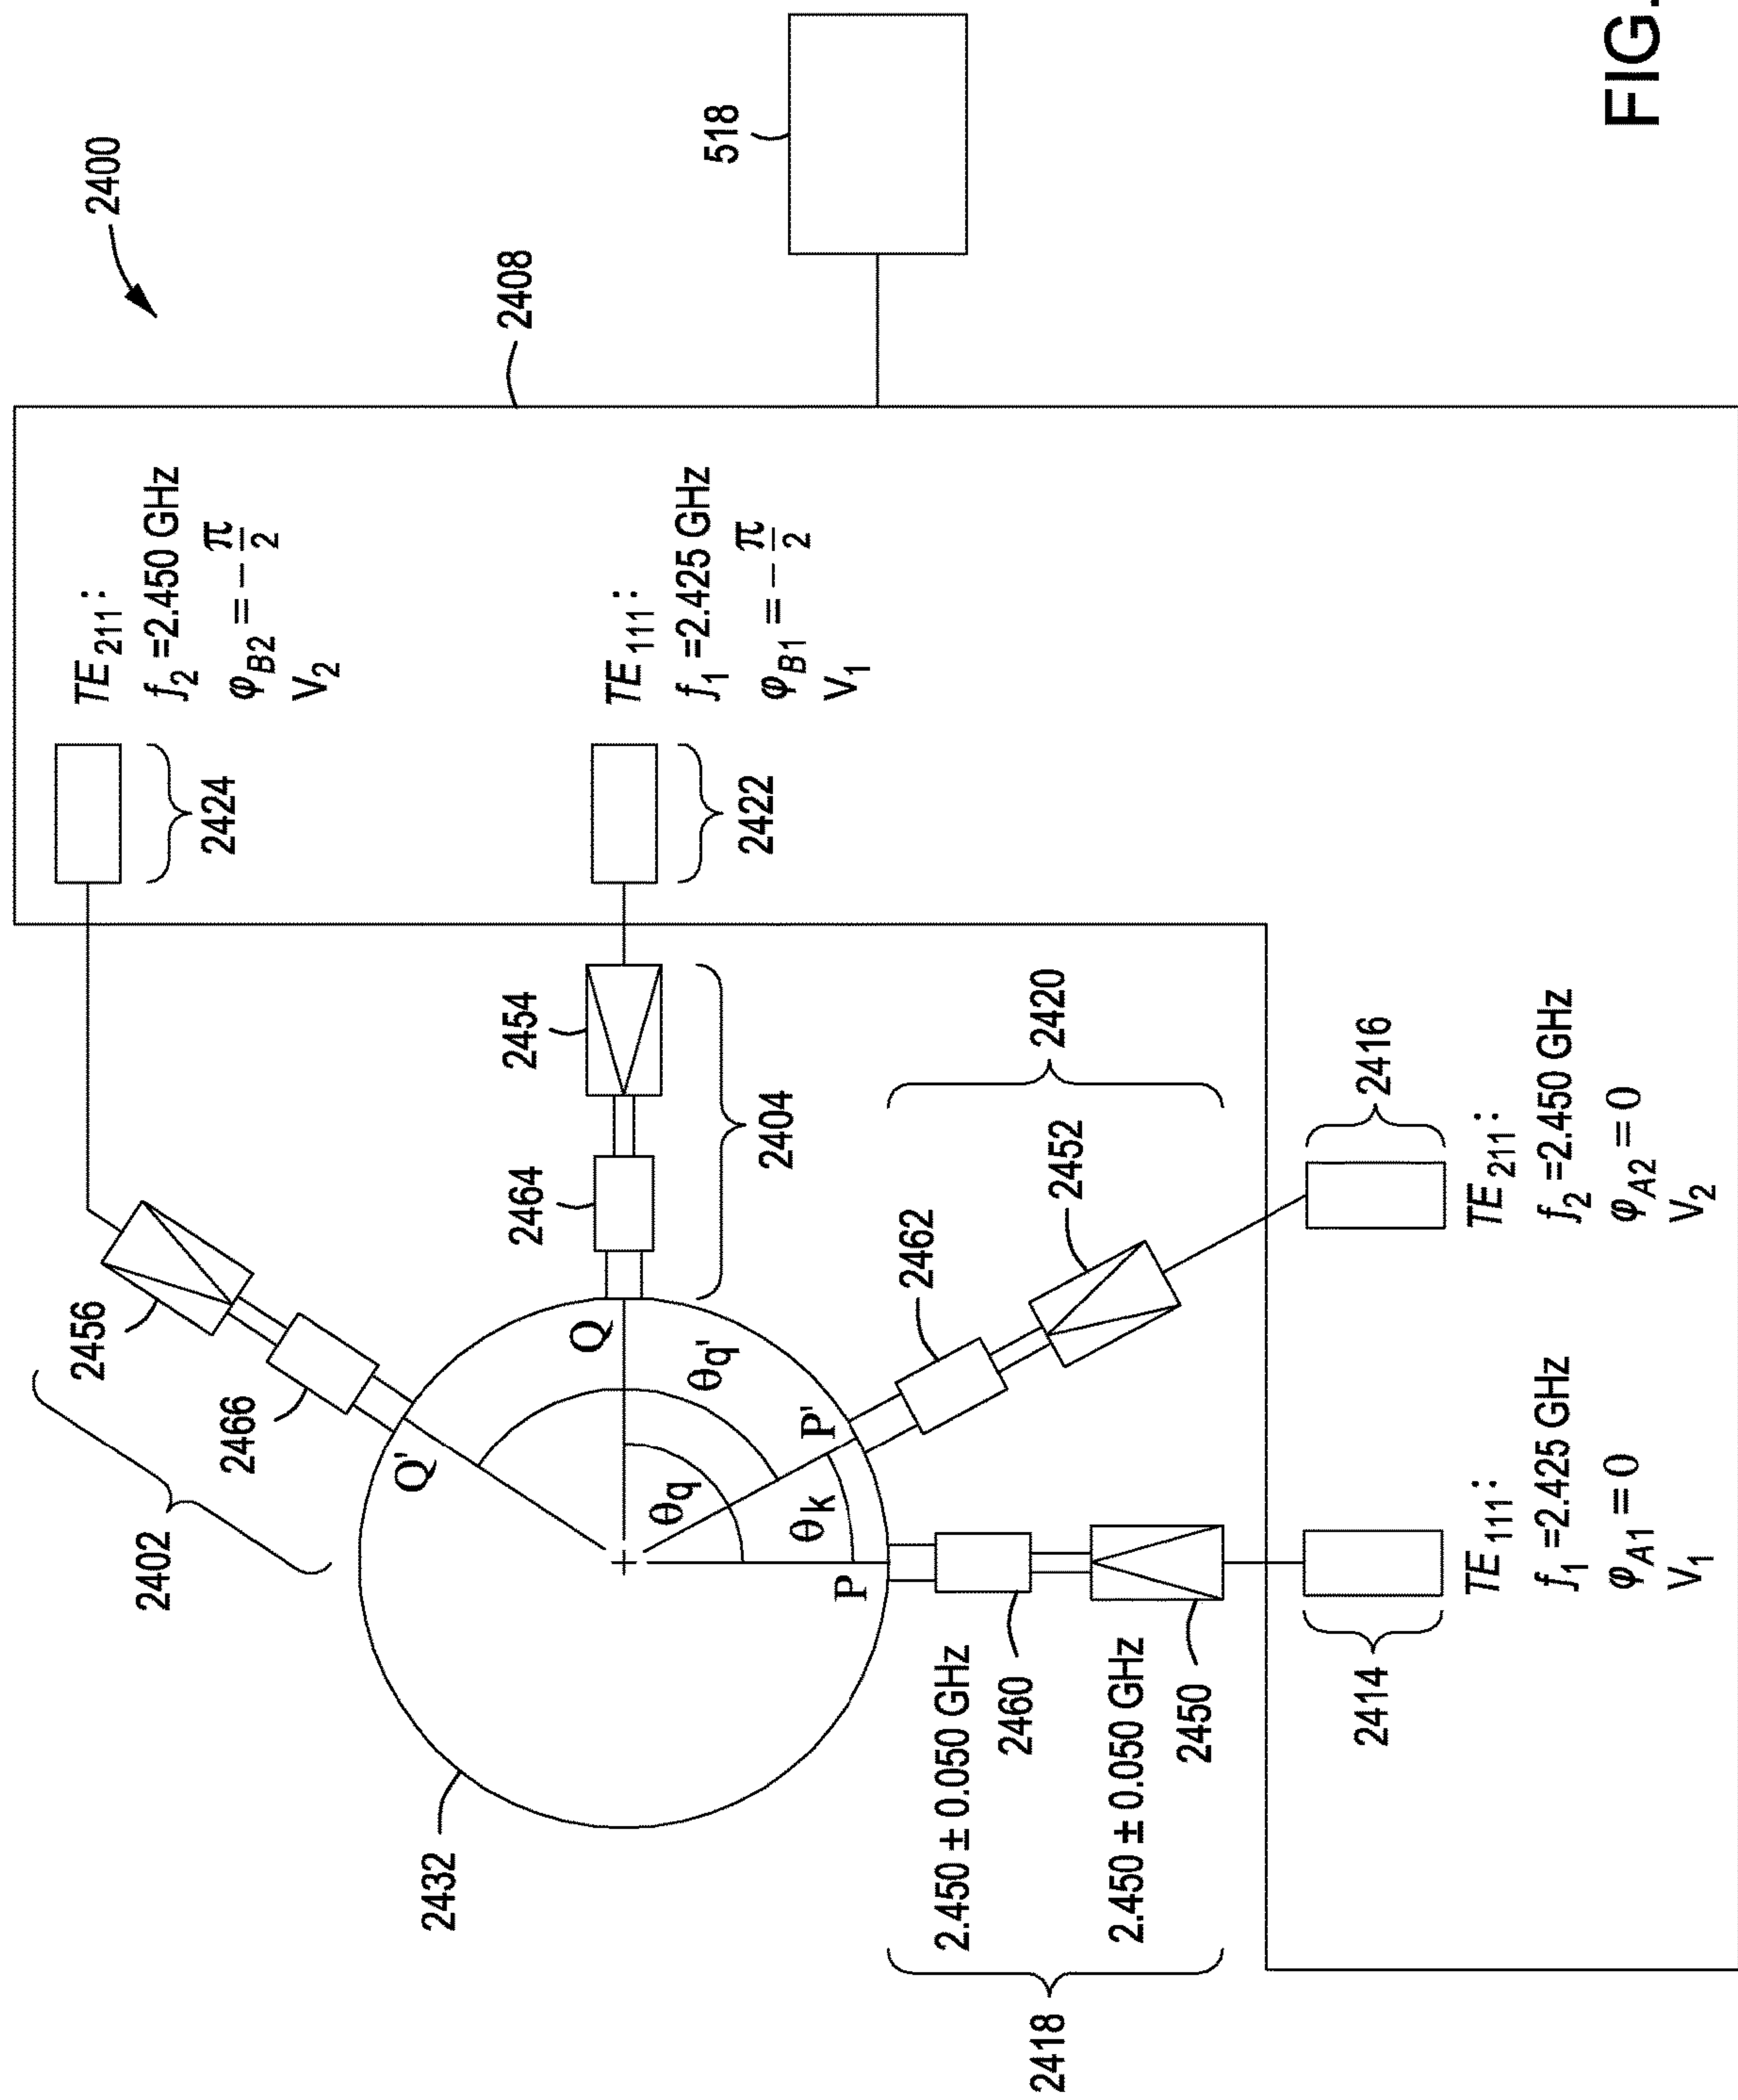 2400
2408
518
TE211:
f2 =2.450 GHz
φB2 = -π/2
V2
2424
TE111:
f1 =2.425 GHz
φB1 = -π/2
V1
2422
2456
2466
2402
2454
2464
2404
Q'
Q
θq'
θq
P'
θk
P
2432
2420
2462
2452
2416
TE211:
f2 =2.450 GHz
φA2 = 0
V2
2.450 ± 0.050 GHz
2460
2.450 ± 0.050 GHz
2450
2418
2414
TE111:
f1 =2.425 GHz
φA1 = 0
V1
FIG.